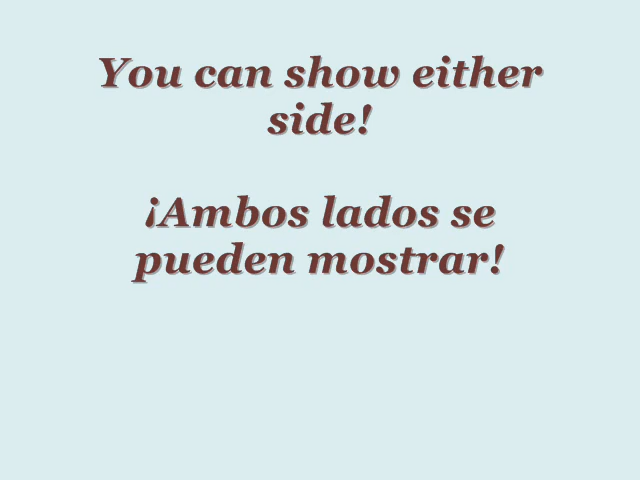 You can show either
side!
¡Ambos lados se
pueden mostrar!